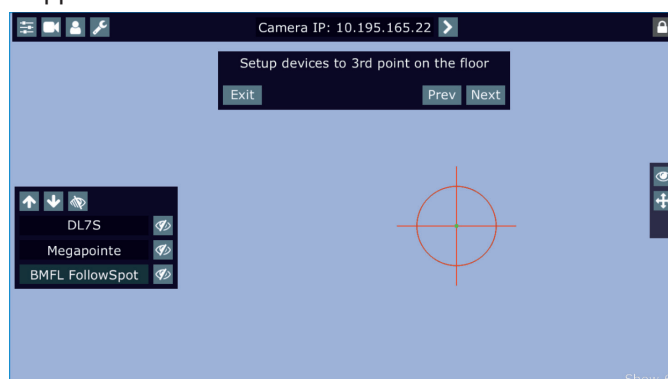 Camera IP: 10.195.165.22
Setup devices to 3rd point on the floor
Exit Prev Next
DL7S
Megapointe
BMFL FollowSpot
Show